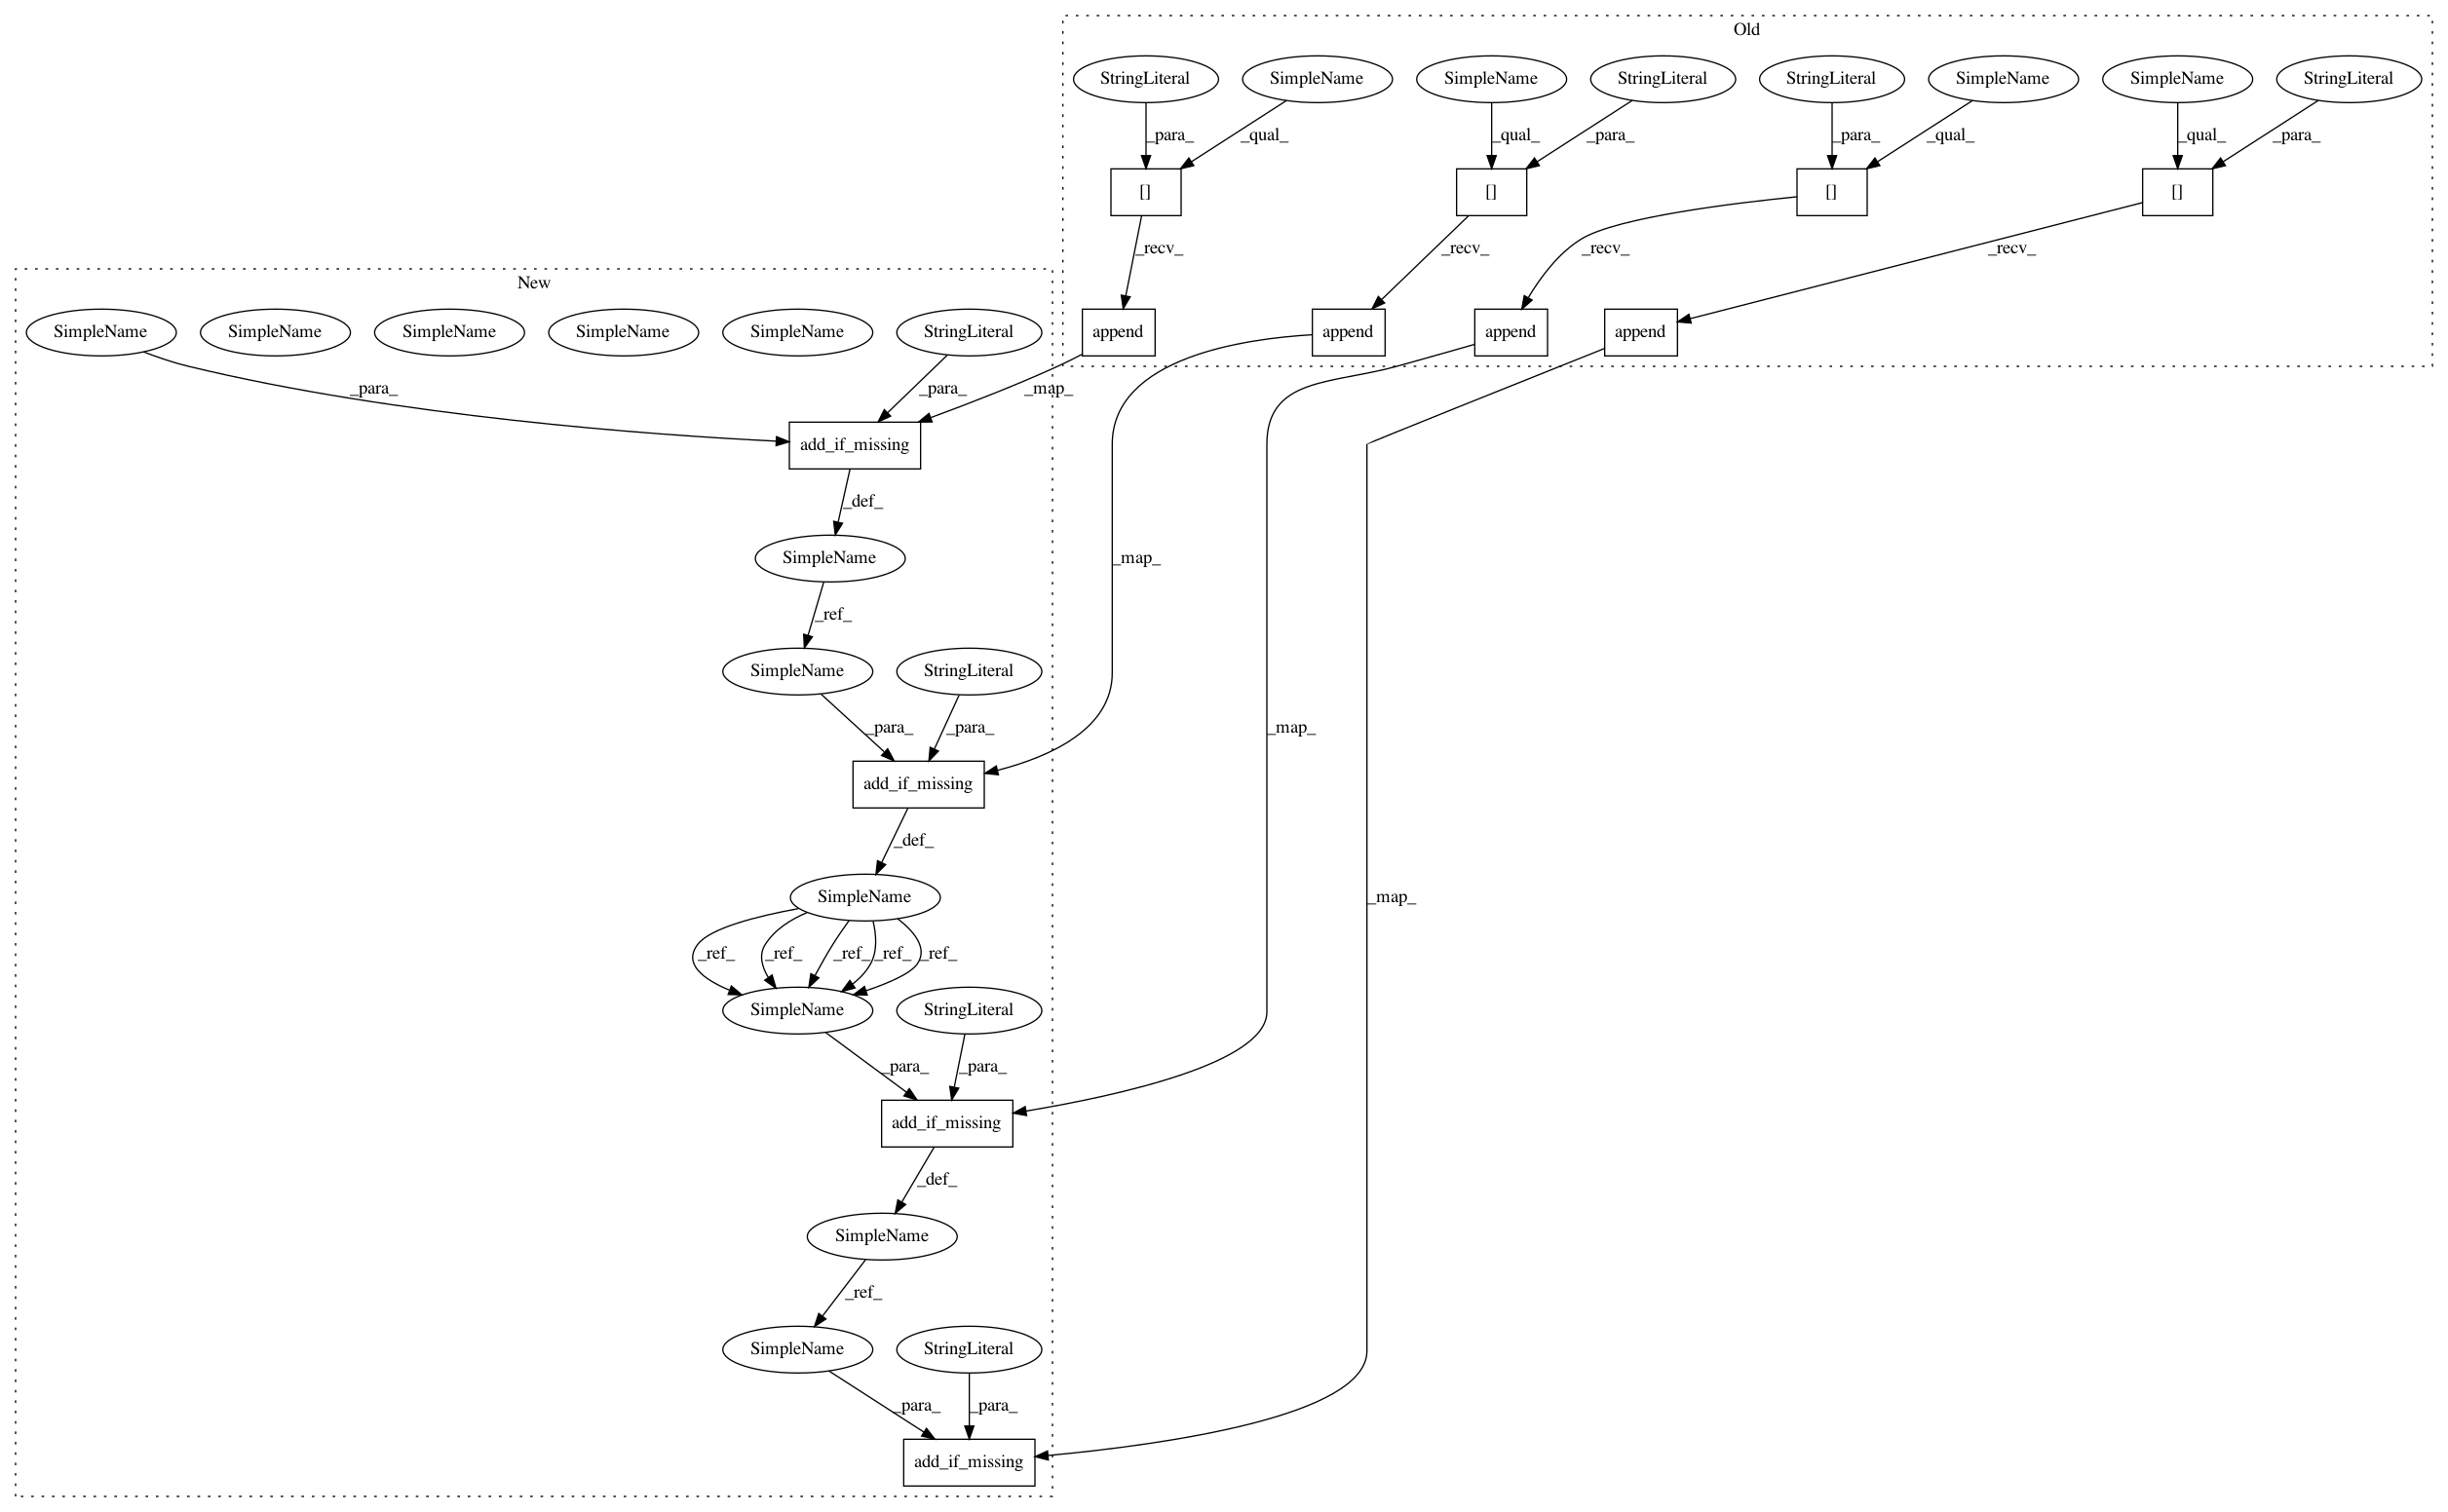 Old
StringLiteral SimpleName SimpleName StringLiteral StringLiteral SimpleName SimpleName StringLiteral
_para_ _qual_ _qual_ _para_ _para_ _qual_ _qual_ _para_
[] [] [] []
_recv_ _recv_ _recv_ _recv_
New
SimpleName SimpleName SimpleName SimpleName SimpleName StringLiteral append append append append
_para_ _para_ _map_
add_if_missing
_def_
SimpleName _map_
_ref_
SimpleName StringLiteral
_para_ _para_ _map_
add_if_missing
_def_
SimpleName _map_
_ref_ _ref_ _ref_ _ref_ _ref_
SimpleName StringLiteral
_para_ _para_
add_if_missing
_def_
SimpleName
_ref_
SimpleName StringLiteral
_para_ _para_
add_if_missing